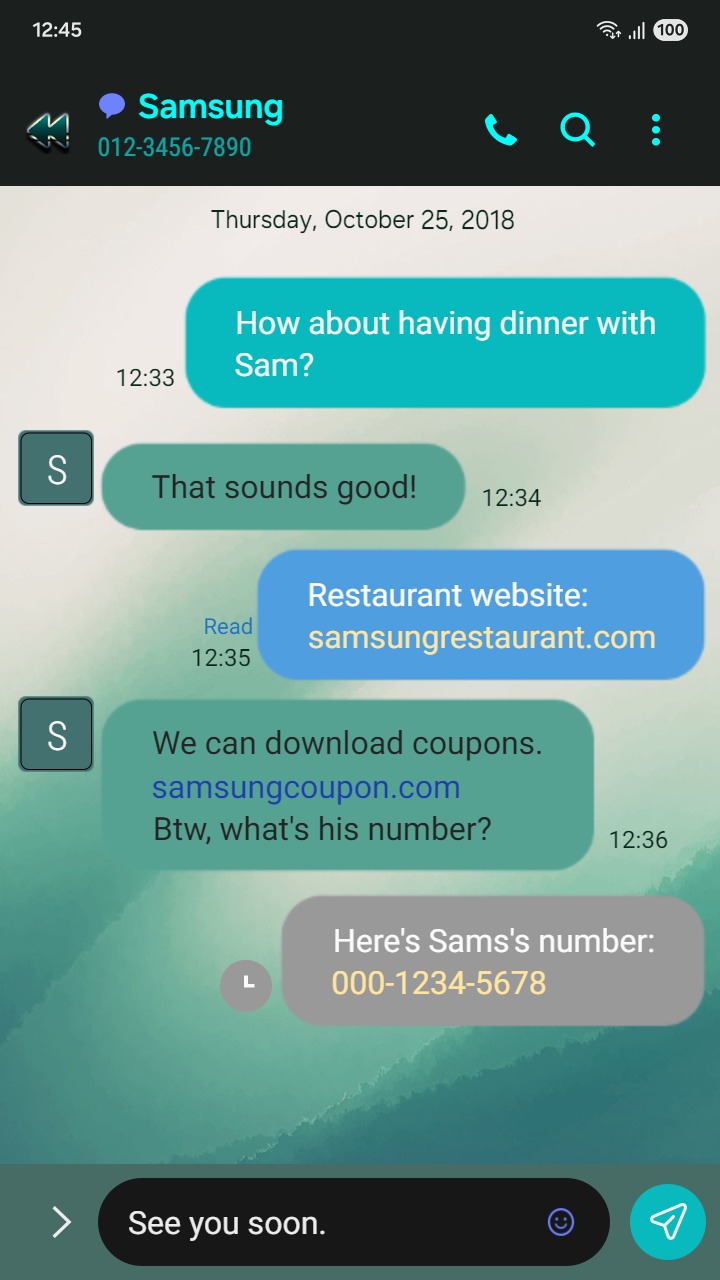 12:45
100
Samsung
012-3456-7890
Thursday, October 25, 2018
How about having dinner with
Sam?
12:33
S
That sounds good!
12:34
Restaurant website:
samsungrestaurant.com
Read
12:35
S
We can download coupons.
samsungcoupon.com
Btw, what's his number?
12:36
Here's Sams's number:
000-1234-5678
See you soon.